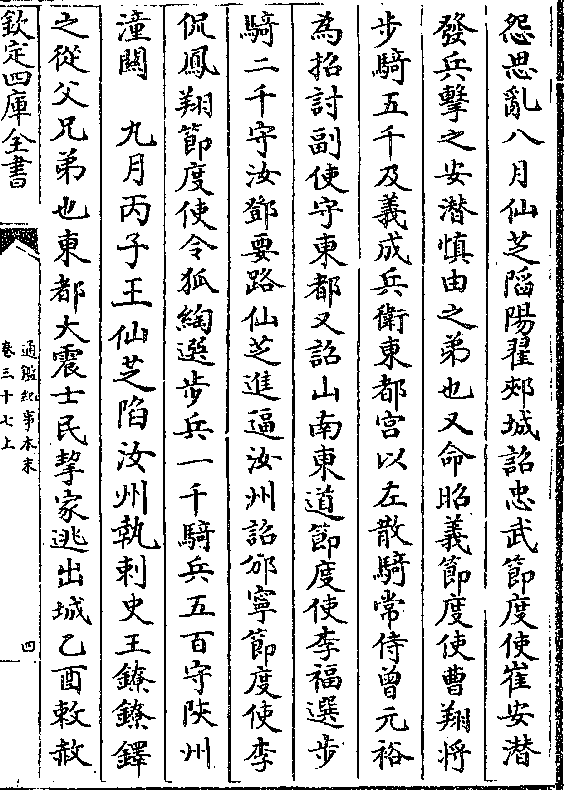 怨思亂八月仙芝䧟陽翟郟城詔忠武節度使崔安潜
發兵擊之安潜慎由之弟也又命昭義節度使曹翔將
步騎五千及義成兵衛東都宫以左散騎常侍曾元裕
為招討副使守東都又詔山南東道節度使李福選步
騎二千守汝鄧要路仙芝進逼汝州詔邠寧節度使李
侃鳳翔節度使令狐綯選步兵一千騎兵五百守陜州
潼關　九月丙子王仙芝陷汝州執刺史王鐐鐐鐸
之從父兄弟也東都大震士民挈家逃出城乙酉敕赦
欽定四庫全書
通鑑紀事本末
卷三十七上
四